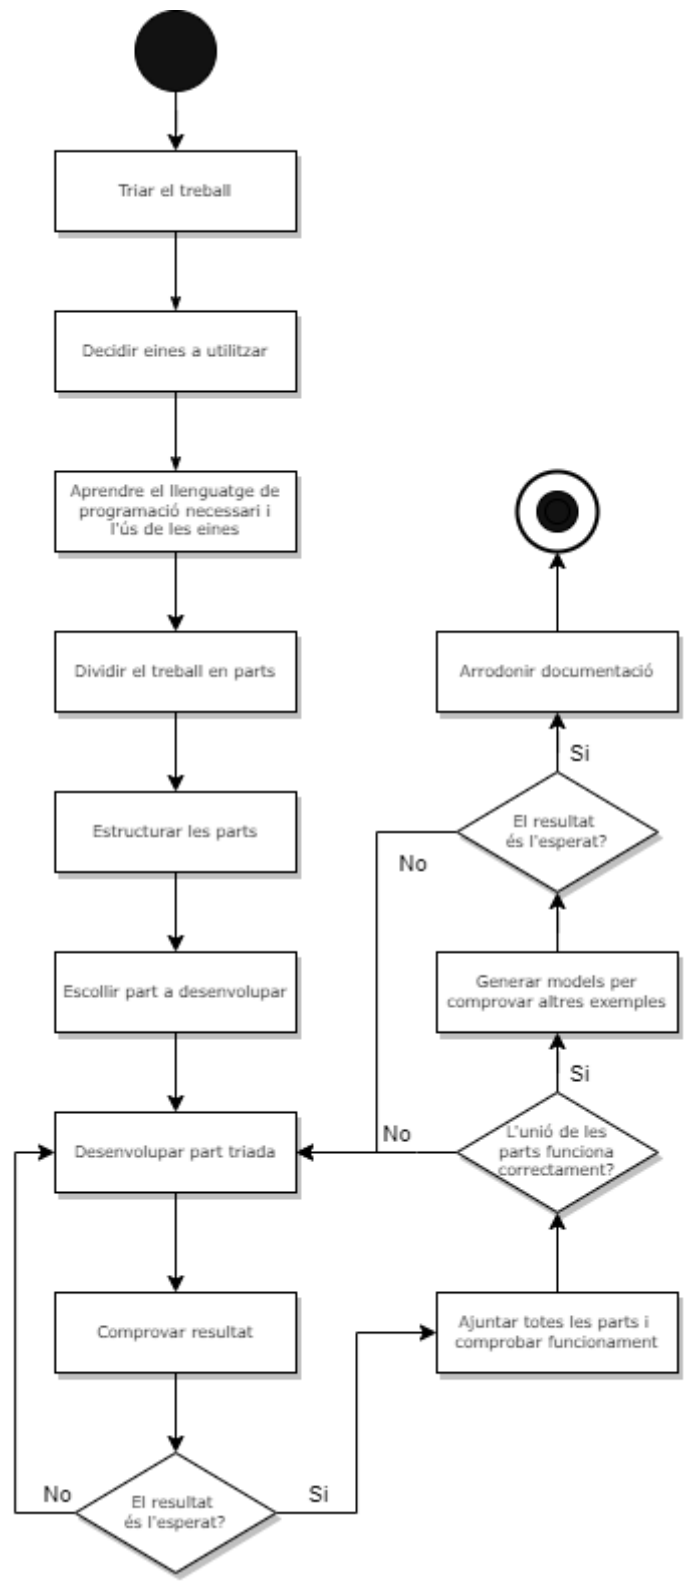 Triar el treball
Decidir eines a utilitzar
Aprendre el llenguatge de
programació necessari i
l'ús de les eines
Dividir el treball en parts
Estructurar les parts
Escollir part a desenvolupar
Desenvolupar part triada
Comprovar resultat
El resultat
és l'esperat?
No
Si
Ajuntar totes les parts i
comprobar funcionament
L'unió de les
parts funciona
correctament?
No
Si
Generar models per
comprovar altres exemples
El resultat
és l'esperat?
No
Si
Arrodonir documentació